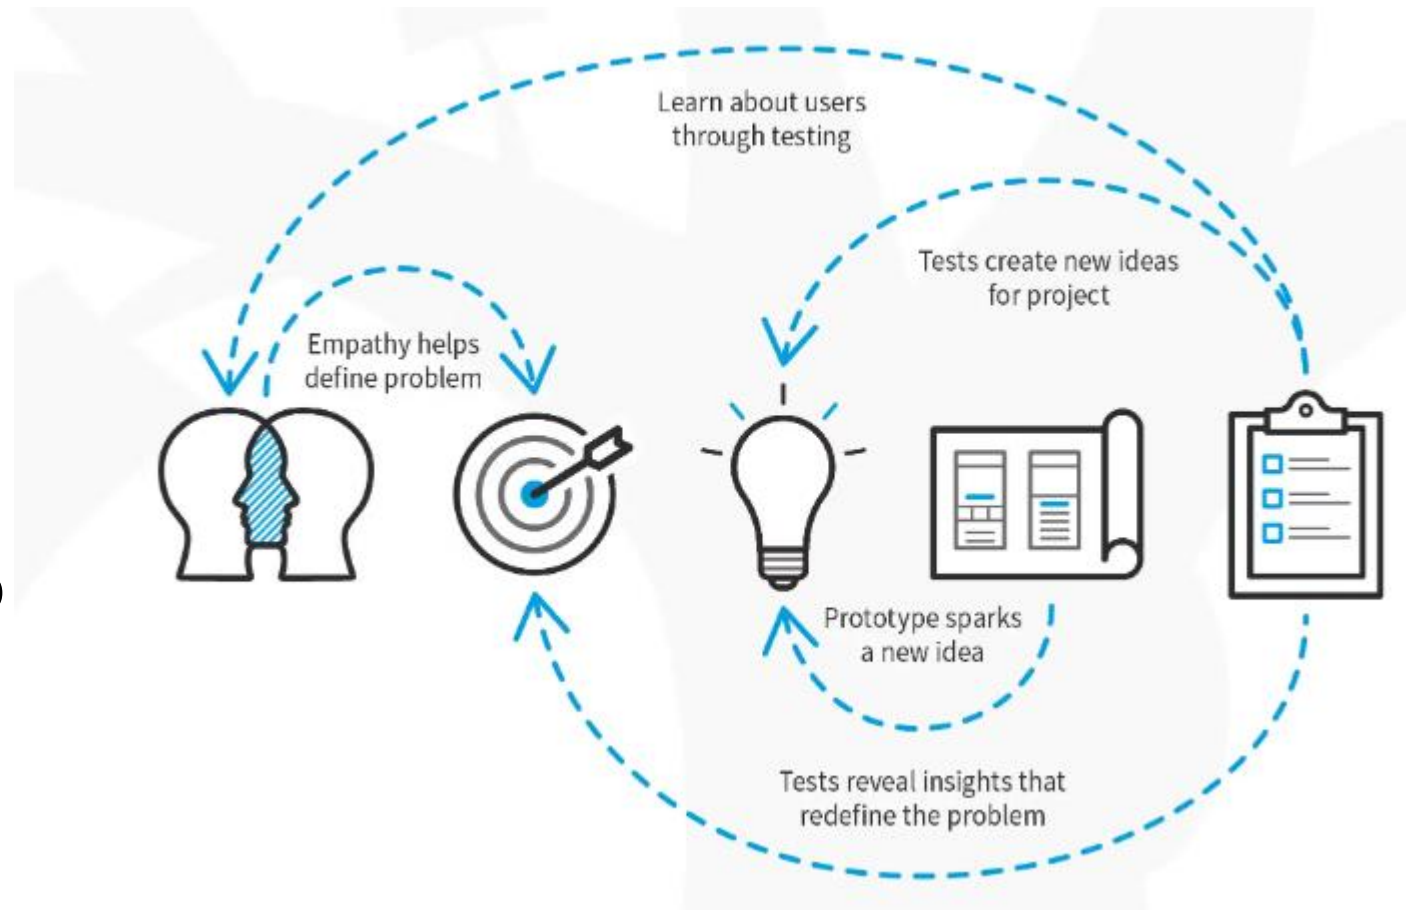 Learn about users
through testing
Tests create new ideas
for project
Empathy helps
define problem
Prototype sparks
a new idea
Tests reveal insights that
redefine the problem